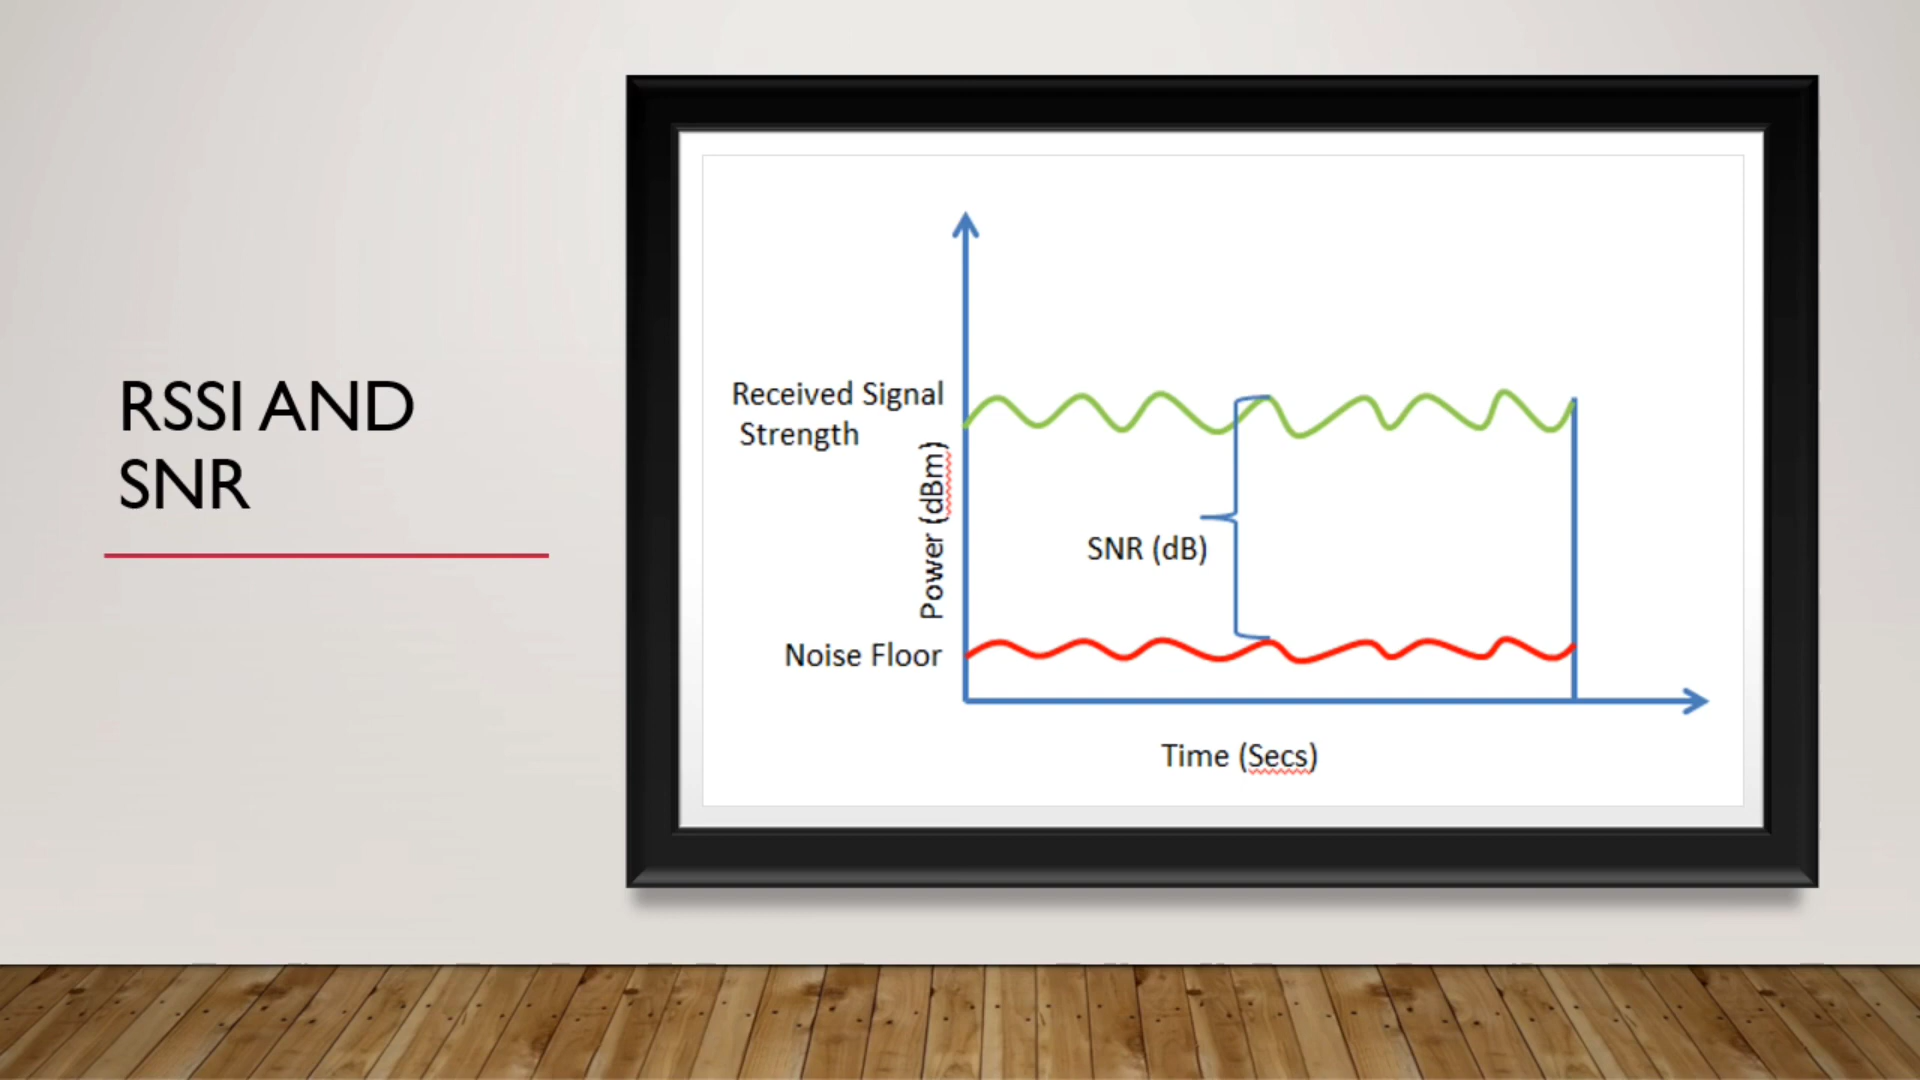 RSSI AND
SNR
Received Signal
Strength
Power (dBm)
SNR (dB)
Noise Floor
Time (Secs)